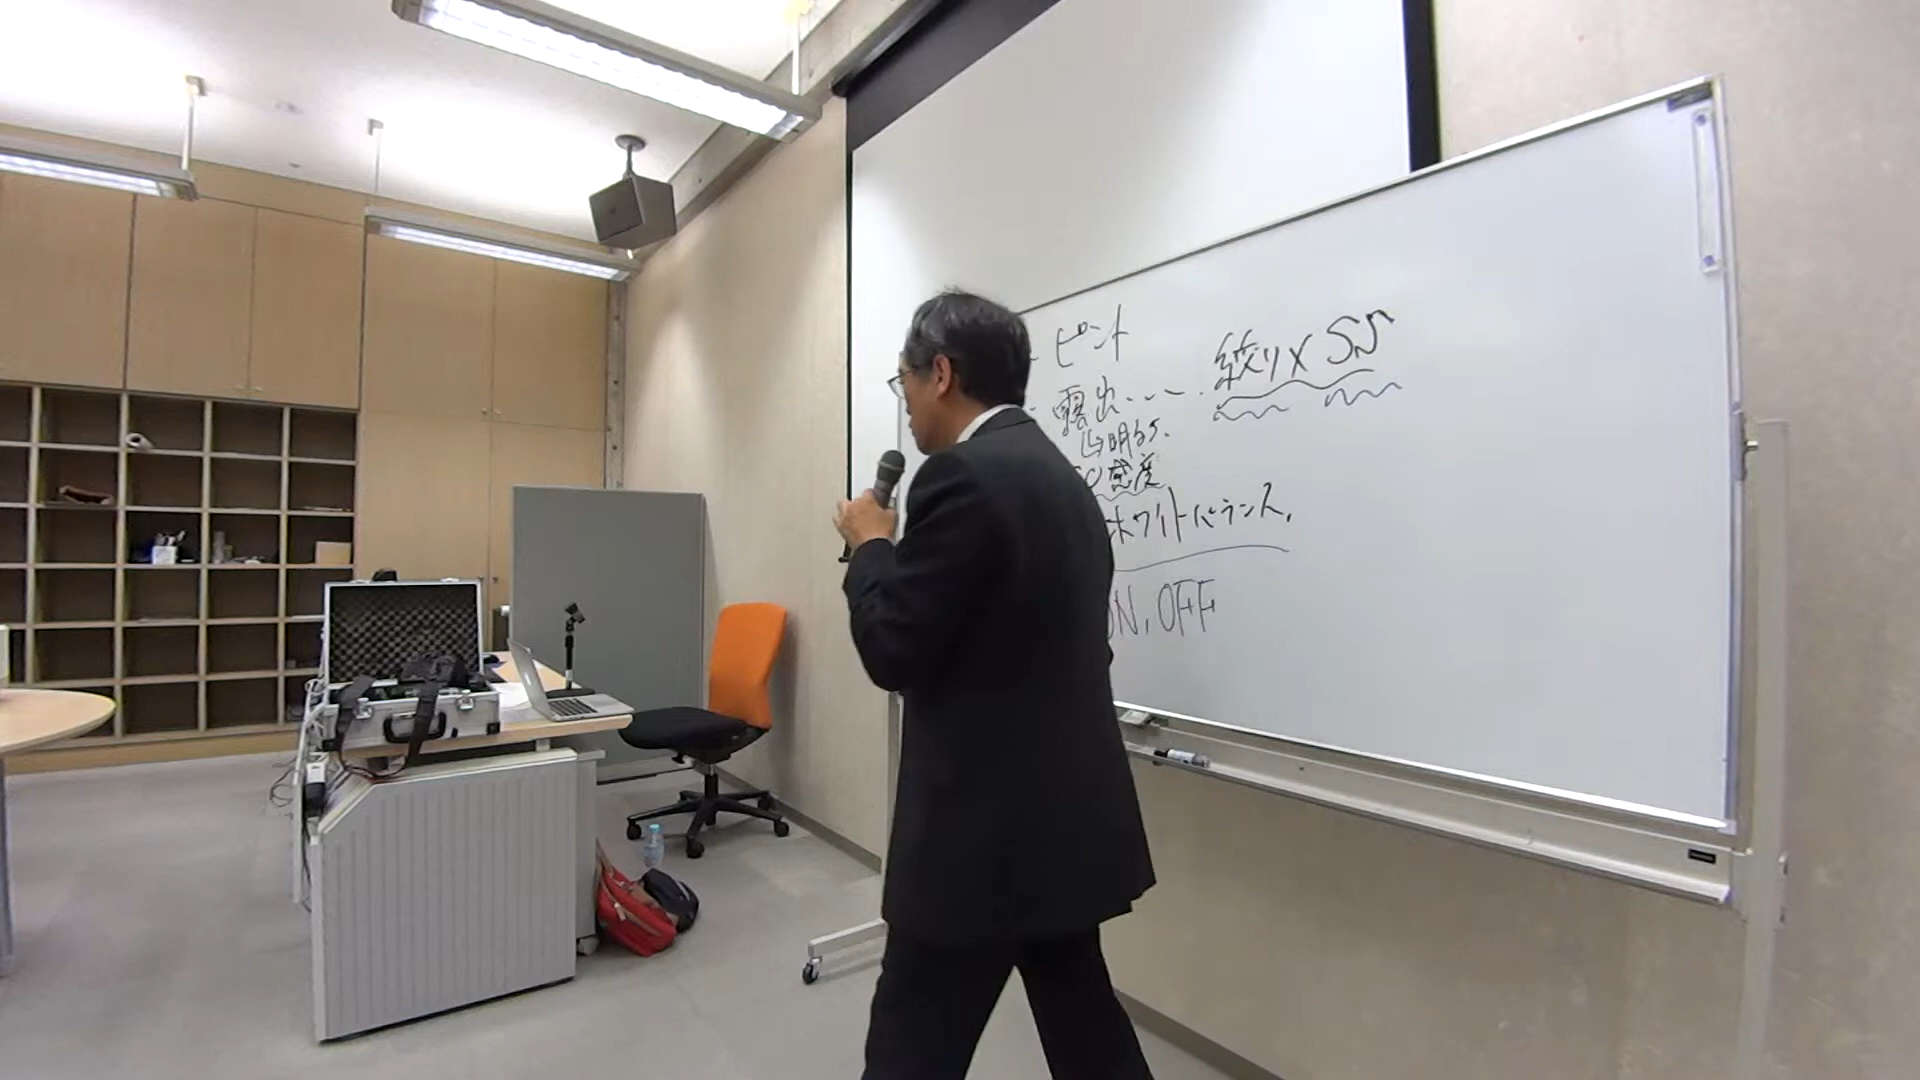 ピント
露出・・・・絞り×SS
↳明るさ.
感度
ホワイトバランス.
ON, OFF